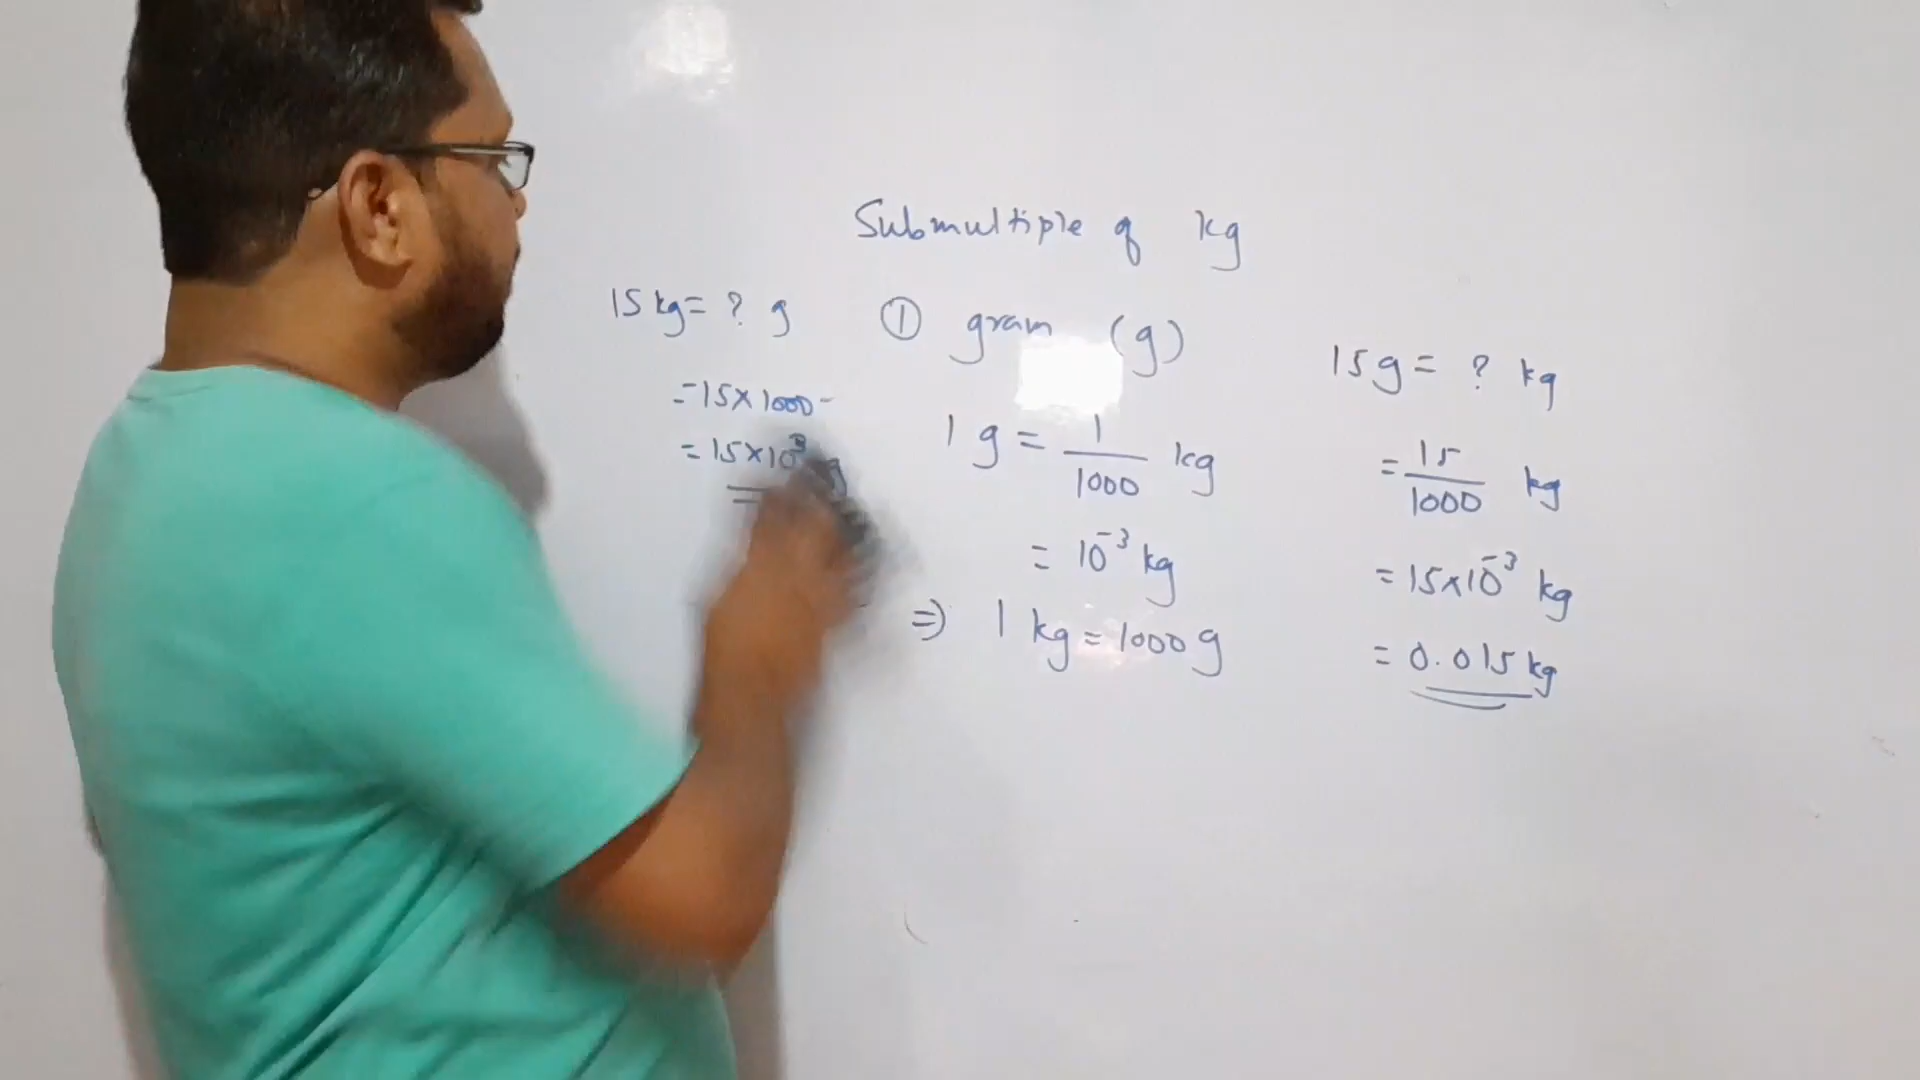 Submultiple of kg
15 kg = ? g
= 15 × 1000
= 15 × 10³ g
① gram (g)
1 g = 1/1000 kg
= 10⁻³ kg
⇒ 1 kg = 1000 g
15 g = ? kg
= 15/1000 kg
= 15×10⁻³ kg
= 0.015 kg